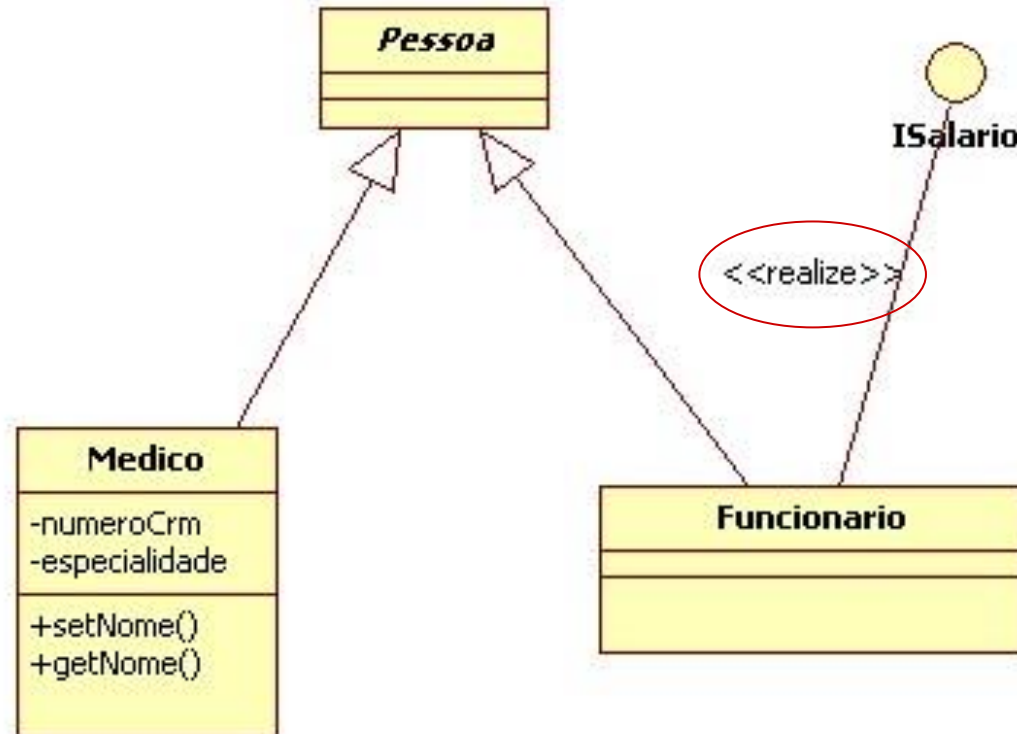 Pessoa
ISalario
<<realize>>
Medico
-numeroCrm
-especialidade
+setNome()
+getNome()
Funcionario